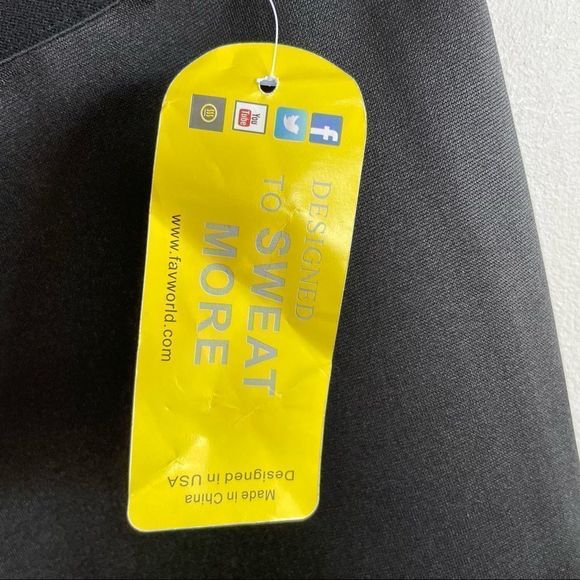 You
Tube
f
DESIGNED
TO SWEAT
MORE
www.favworld.com
Made in China
Designed in USA